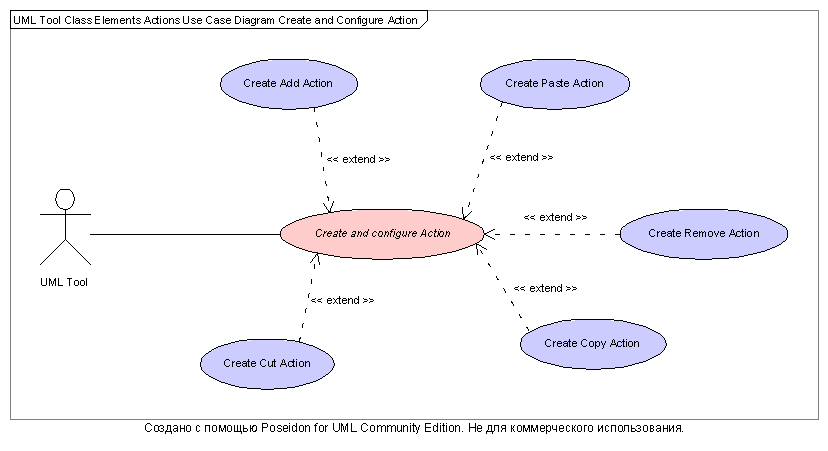 UML Tool Class Elements Actions Use Case Diagram Create and Configure Action
Create Add Action
Create Paste Action
<< extend >>
<< extend >>
<< extend >>
Create and configure Action
Create Remove Action
UML Tool
<< extend >>
<< extend >>
Create Copy Action
Create Cut Action
Создано с помощью Poseidon for UML Community Edition. Не для коммерческого использования.